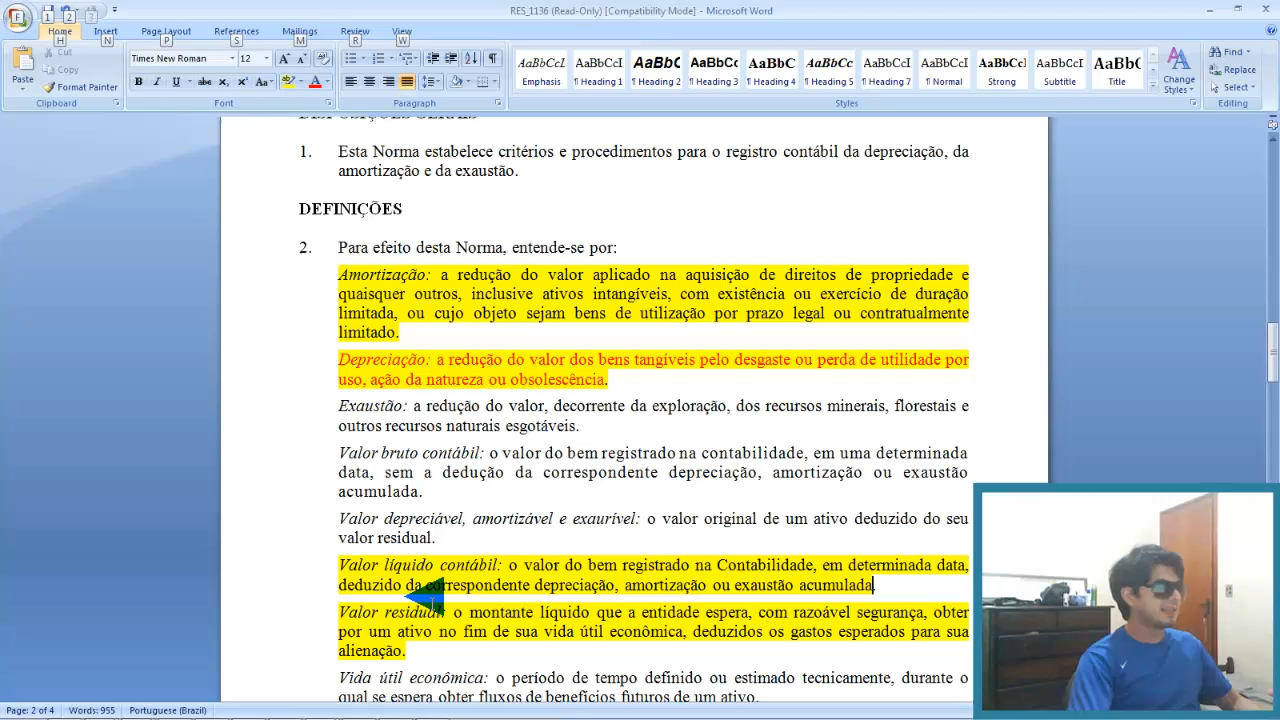 RES_1136 (Read-Only) [Compatibility Mode] - Microsoft Word
F 1 2 3
Home Insert Page Layout References Mailings Review View
H N P S M R W
Paste
Cut
Copy
Format Painter
Clipboard
Times New Roman 12
B I U abe x₂ x² Aa
Font
Paragraph
AaBbCcI AaBbCcI AaBbCc AaBbCc AaBbC AaBbCc AaBbCcI AaBbCcI AaBbCcI AaBbCcI AaBb(
Emphasis ¶ Heading 1 ¶ Heading 2 ¶ Heading 3 ¶ Heading 4 ¶ Heading 5 ¶ Heading 7 ¶ Normal Strong Subtitle Title
Styles
Change
Styles
Find
Replace
Select
Editing
DISPOSIÇÕES GERAIS
1. Esta Norma estabelece critérios e procedimentos para o registro contábil da depreciação, da
amortização e da exaustão.
DEFINIÇÕES
2. Para efeito desta Norma, entende-se por:
Amortização: a redução do valor aplicado na aquisição de direitos de propriedade e
quaisquer outros, inclusive ativos intangíveis, com existência ou exercício de duração
limitada, ou cujo objeto sejam bens de utilização por prazo legal ou contratualmente
limitado.
Depreciação: a redução do valor dos bens tangíveis pelo desgaste ou perda de utilidade por
uso, ação da natureza ou obsolescência.
Exaustão: a redução do valor, decorrente da exploração, dos recursos minerais, florestais e
outros recursos naturais esgotáveis.
Valor bruto contábil: o valor do bem registrado na contabilidade, em uma determinada
data, sem a dedução da correspondente depreciação, amortização ou exaustão
acumulada.
Valor depreciável, amortizável e exaurível: o valor original de um ativo deduzido do seu
valor residual.
Valor líquido contábil: o valor do bem registrado na Contabilidade, em determinada data,
deduzido da correspondente depreciação, amortização ou exaustão acumulada.
Valor residual: o montante líquido que a entidade espera, com razoável segurança, obter
por um ativo no fim de sua vida útil econômica, deduzidos os gastos esperados para sua
alienação.
Vida útil econômica: o período de tempo definido ou estimado tecnicamente, durante o
qual se espera obter fluxos de benefícios futuros de um ativo.
Page: 2 of 4 Words: 955 Portuguese (Brazil)